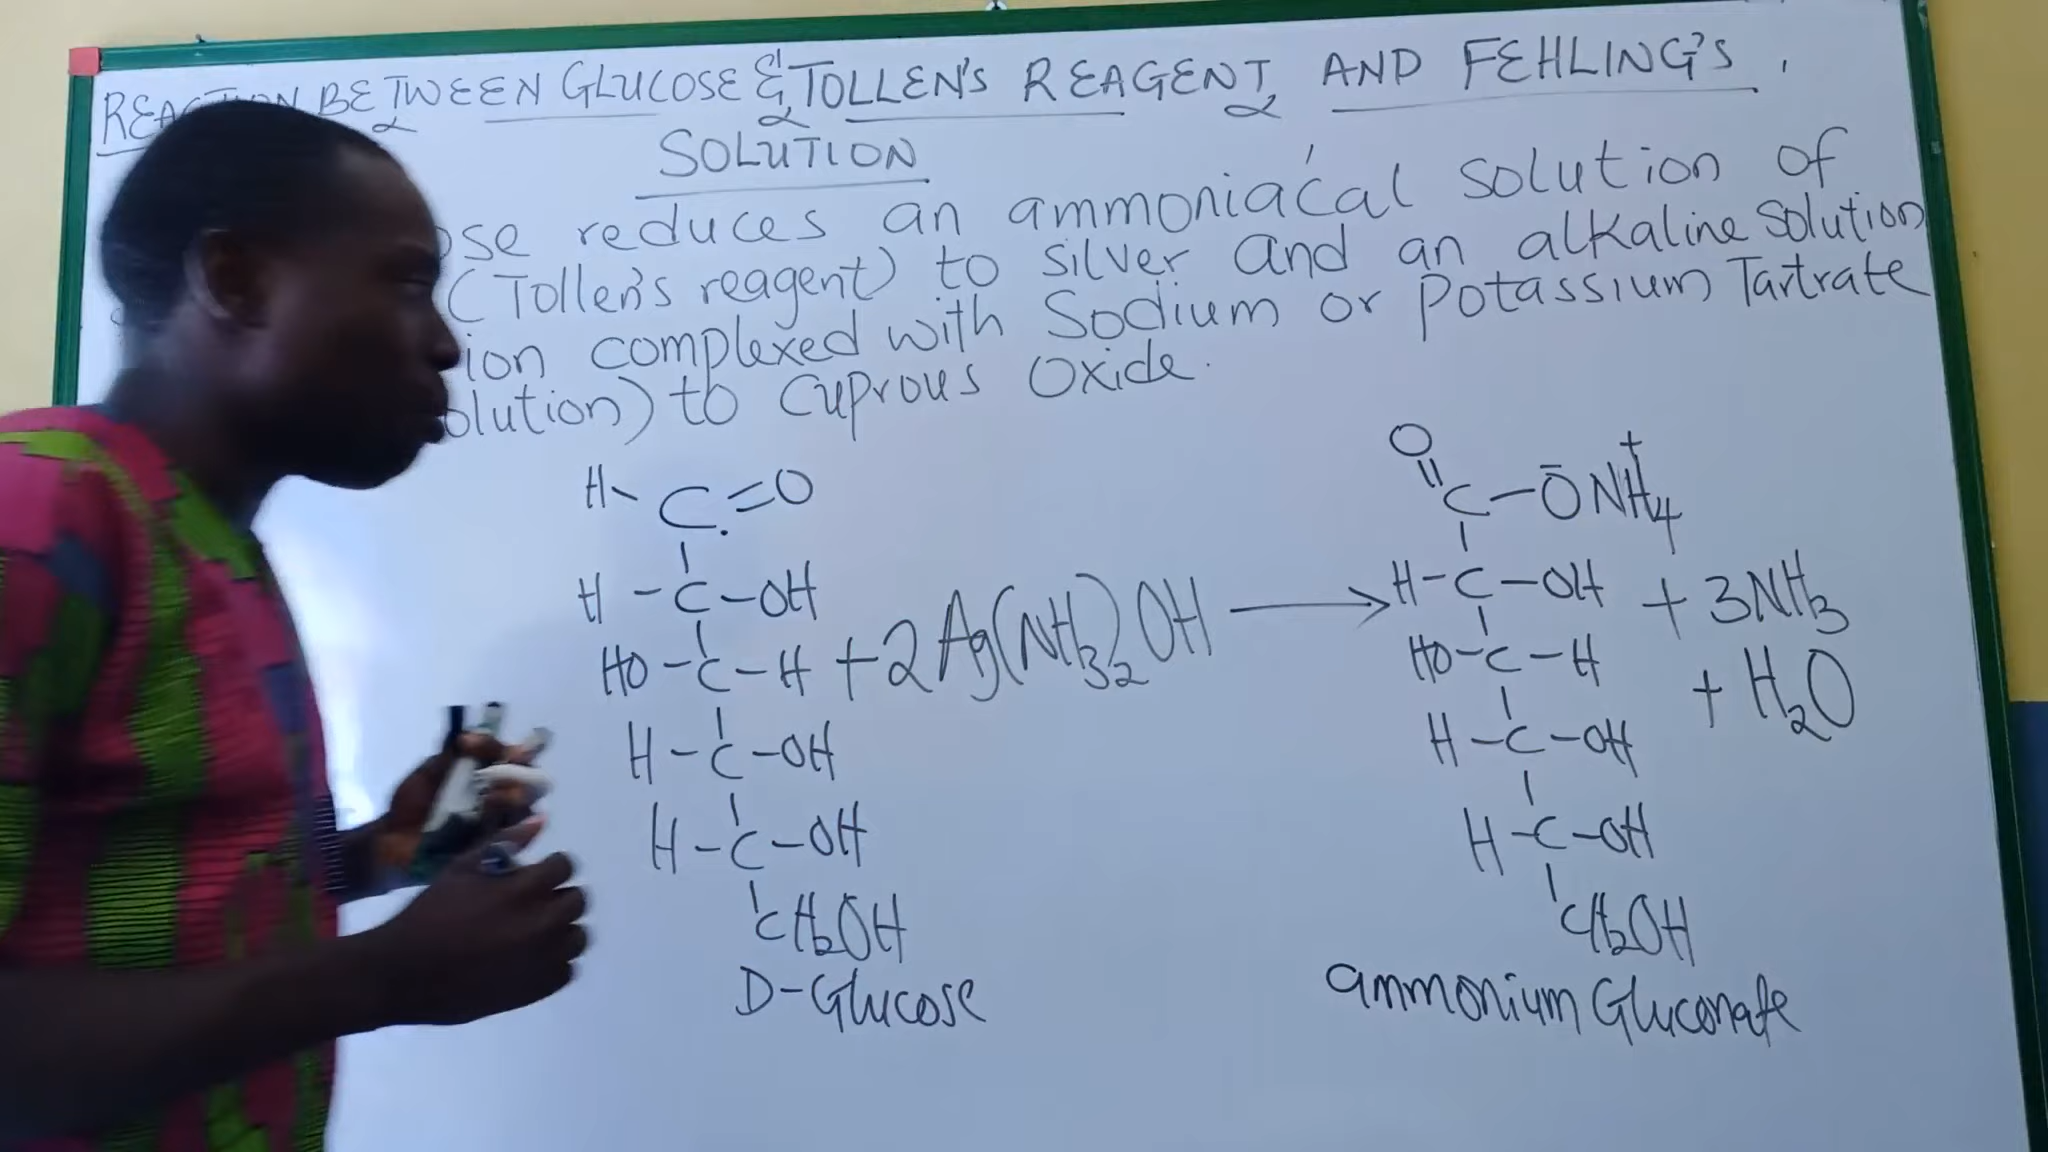 REACTION BETWEEN GLUCOSE & TOLLEN'S REAGENT AND FEHLING'S
SOLUTION
reduces an ammoniacal solution of
(Tollen's reagent) to silver and an alkaline solution
ion complexed with Sodium or Potassium Tartrate
to Cuprous Oxide.
H-C=O
H-C-OH
HO-C-H
H-C-OH
H-C-OH
CH2OH
D-Glucose
+2Ag(NH3)2OH
O
C-ŌNH4+
H-C-OH
HO-C-H
H-C-OH
H-C-OH
CH2OH
ammonium Gluconate
+ 3NH3
+ H2O